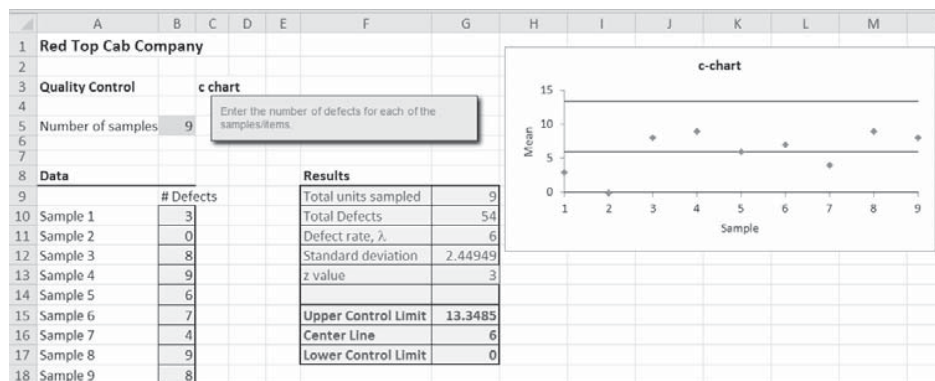 A B C D E F G H I J K L M
1 Red Top Cab Company
2
3 Quality Control c chart
4
5 Number of samples 9
Enter the number of defects for each of the
samples/items.
6
7
8 Data Results
9 # Defects Total units sampled 9
10 Sample 1 3 Total Defects 54
11 Sample 2 0 Defect rate, λ 6
12 Sample 3 8 Standard deviation 2.44949
13 Sample 4 9 z value 3
14 Sample 5 6
15 Sample 6 7 Upper Control Limit 13.3485
16 Sample 7 4 Center Line 6
17 Sample 8 9 Lower Control Limit 0
18 Sample 9 8
c-chart
15
10
5
0
Mean
1 2 3 4 5 6 7 8 9
Sample